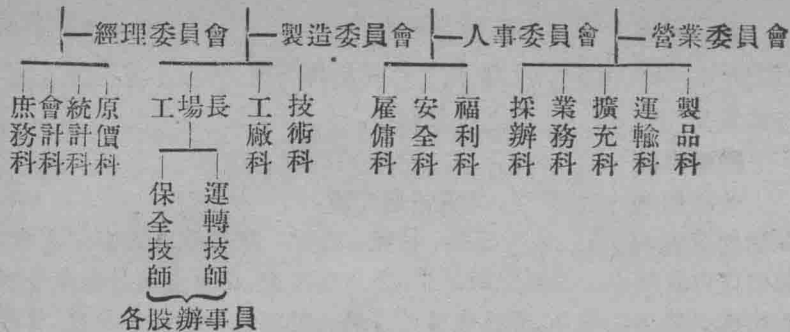 經理委員會 製造委員會 人事委員會 營業委員會
庶務科 會計科 統計科 原價科 工場長 工廠科 技術科 雇傭科 安全科 福利科 採辦科 業務科 擴充科 運輸科 製品科
保全技師 運轉技師
各股辦事員